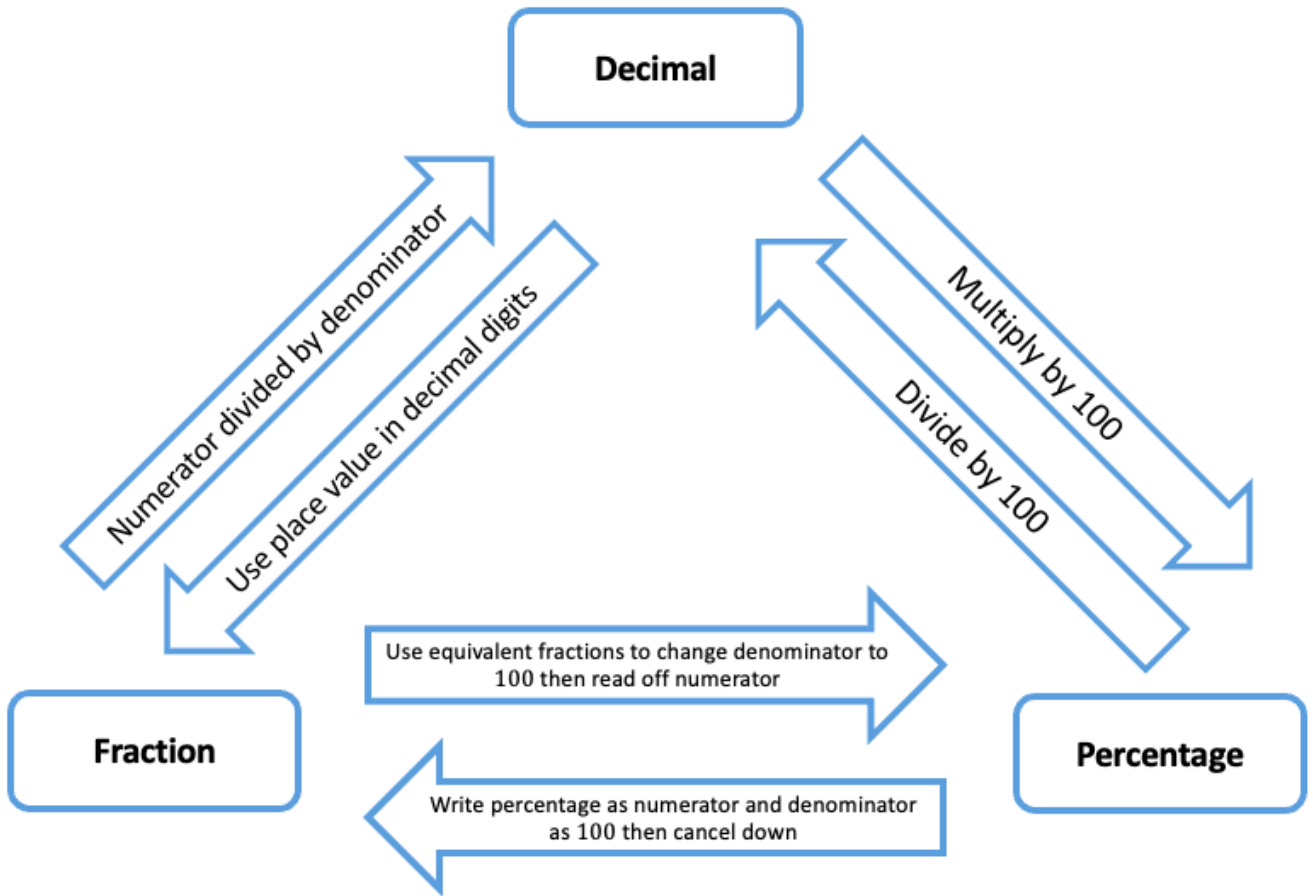 Decimal
Numerator divided by denominator
Use place value in decimal digits
Multiply by 100
Divide by 100
Use equivalent fractions to change denominator to
100 then read off numerator
Fraction
Percentage
Write percentage as numerator and denominator
as 100 then cancel down